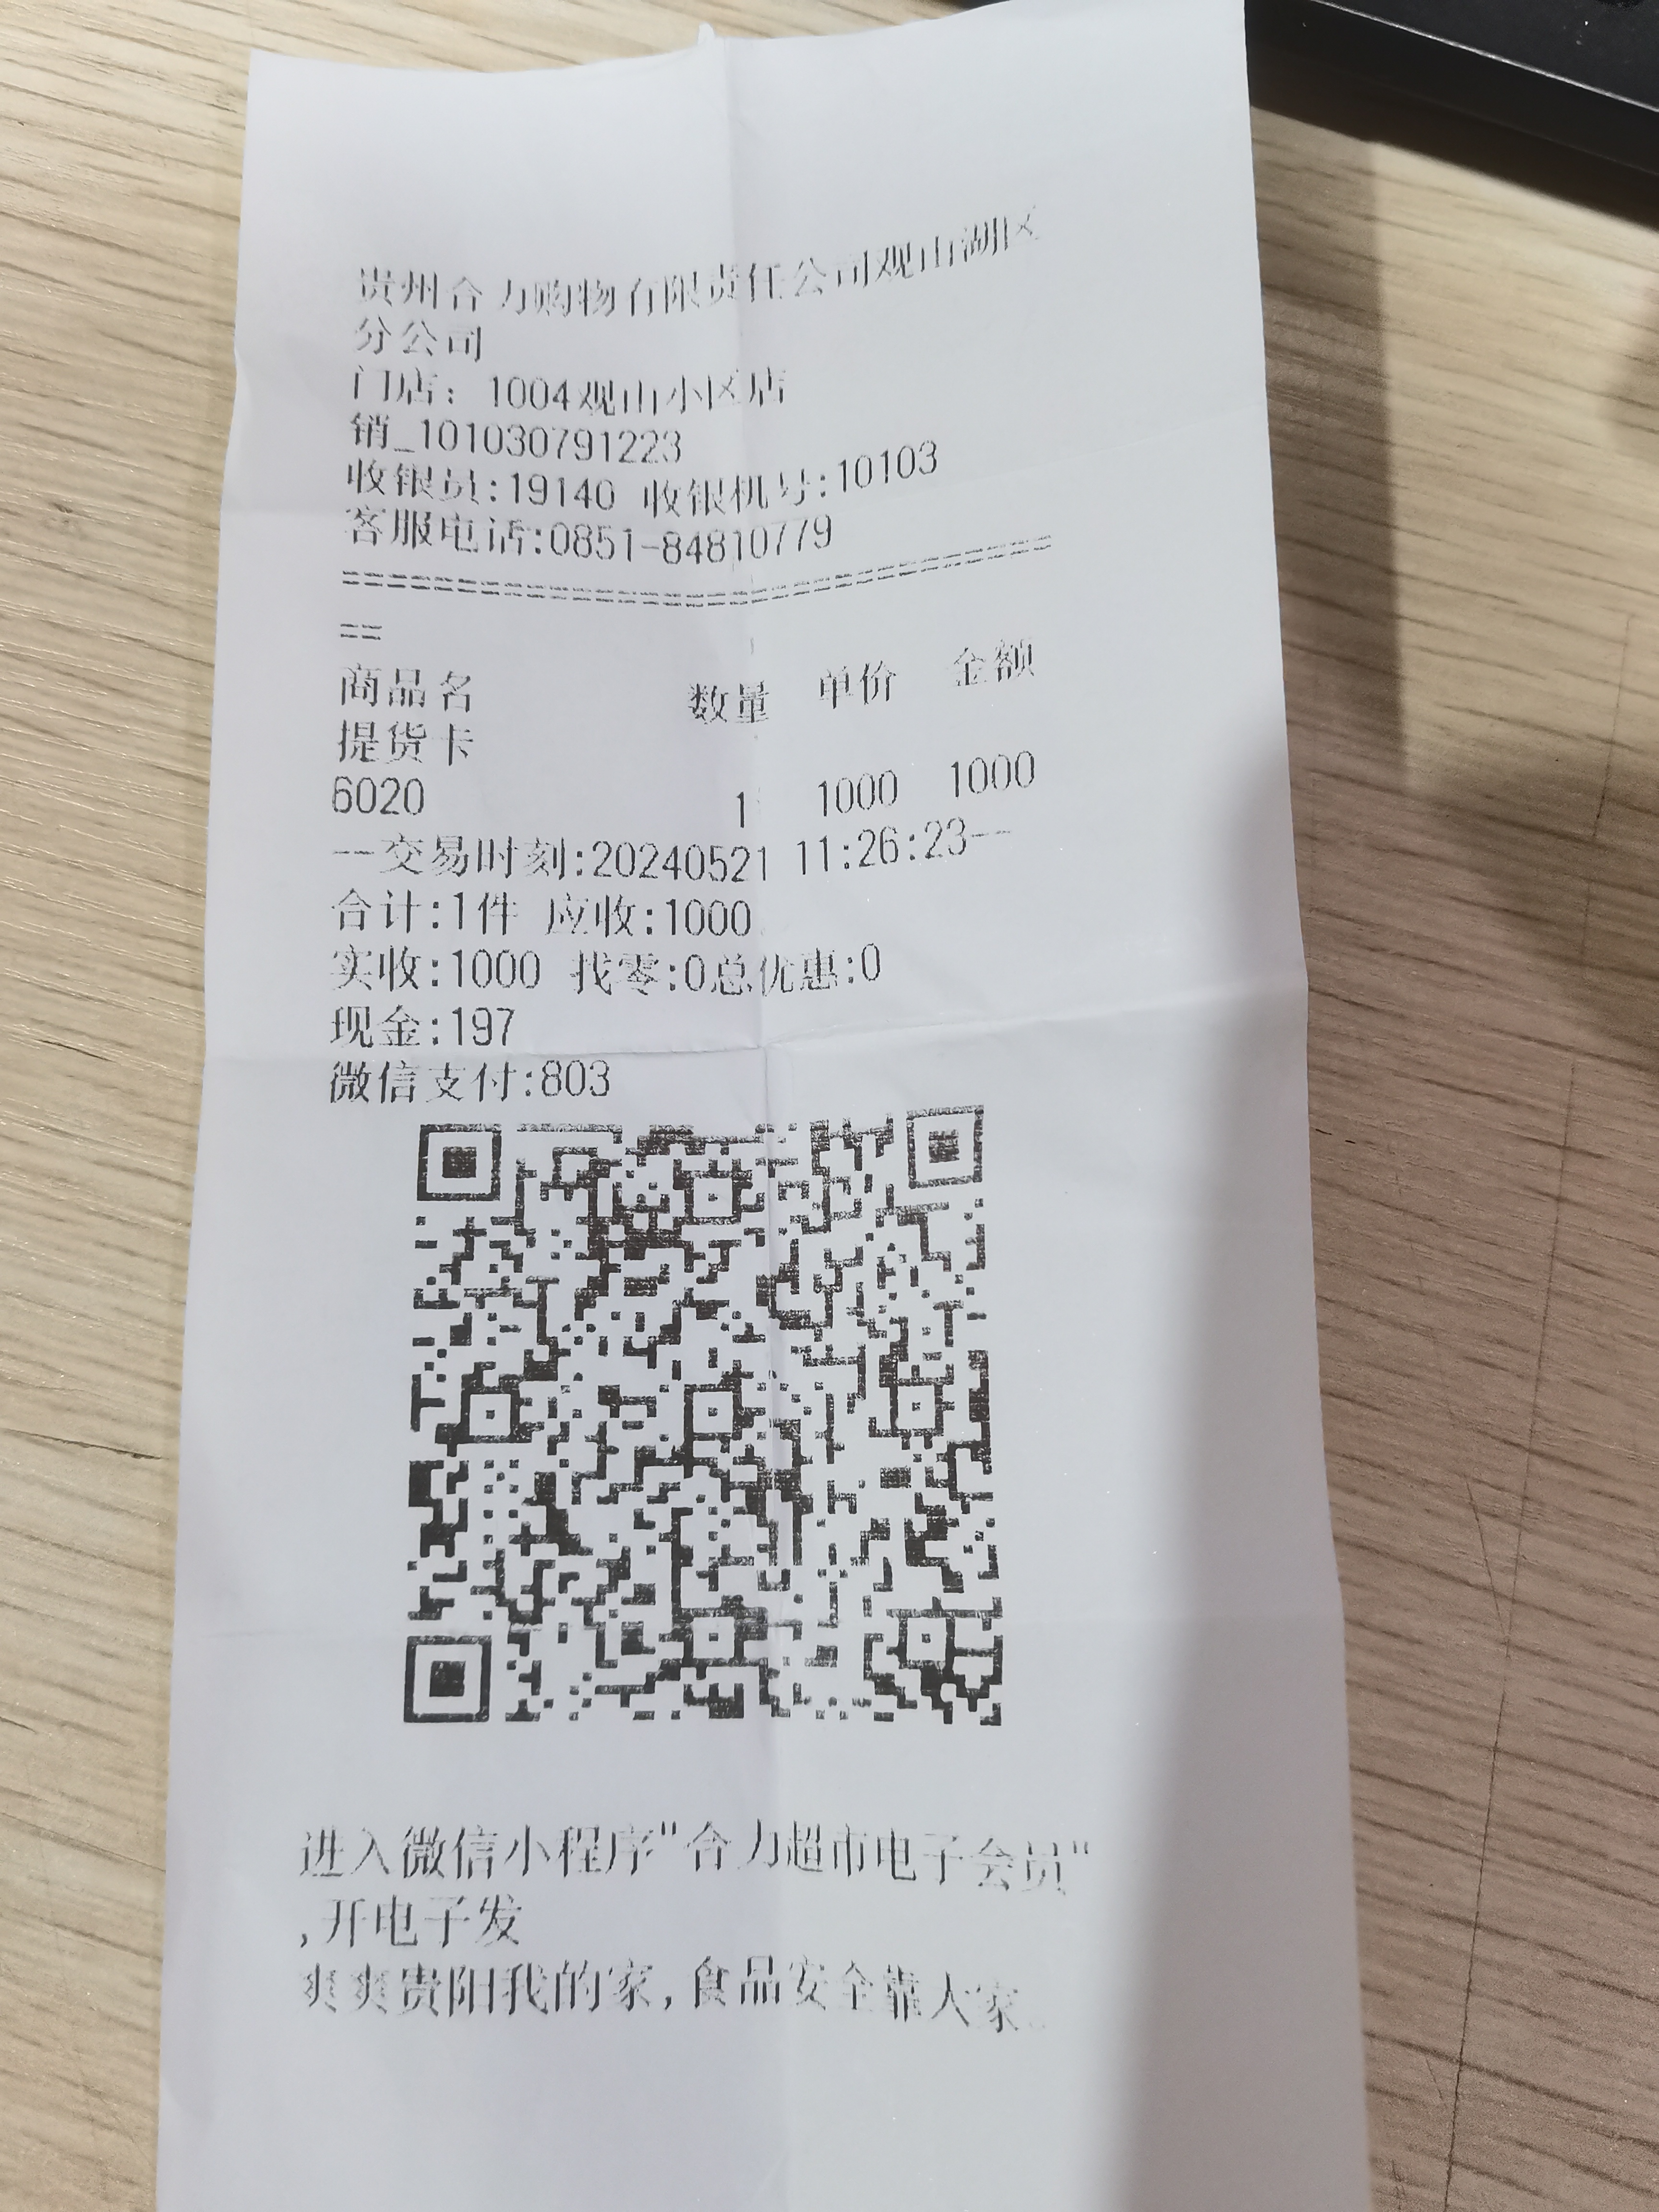 贵州合力购物有限责任公司观山湖区
分公司
门店：1004观山小区店
销_101030791223
收银员:19140 收银机号:10103
客服电话:0851-84810779
================================
==
商品名 数量 单价 金额
提货卡
6020 1 1000 1000
--交易时刻:20240521 11:26:23--
合计:1件 应收:1000
实收:1000 找零:0总优惠:0
现金:197
微信支付:803
进入微信小程序"合力超市电子会员"
,开电子发
爽爽贵阳我的家,食品安全靠大家。